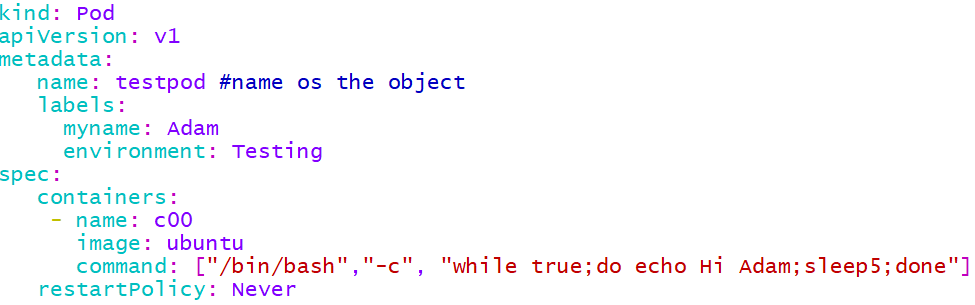 kind: Pod
apiVersion: v1
metadata:
   name: testpod #name os the object
   labels:
     myname: Adam
     environment: Testing
spec:
   containers:
    - name: c00
      image: ubuntu
      command: ["/bin/bash","-c", "while true;do echo Hi Adam;sleep5;done"]
   restartPolicy: Never